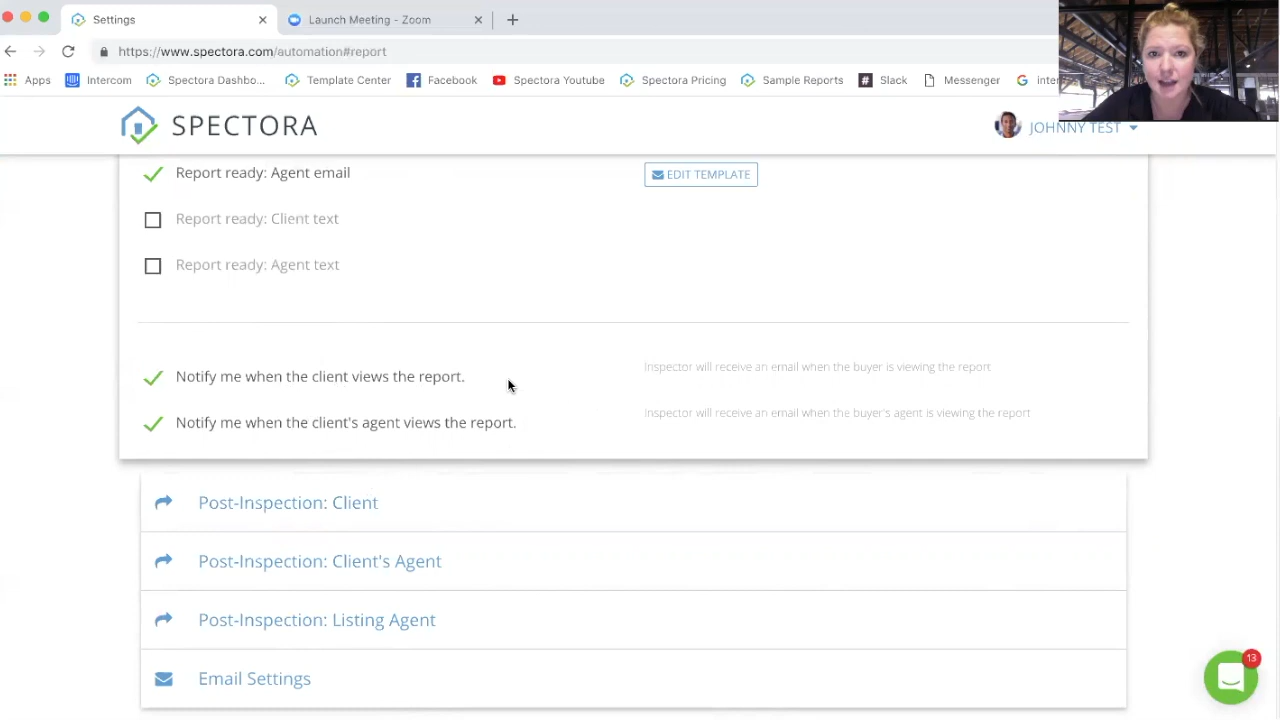 Settings
Launch Meeting - Zoom
https://www.spectora.com/automation#report
Apps
Intercom
Spectora Dashbo...
Template Center
Facebook
Spectora Youtube
Spectora Pricing
Sample Reports
Slack
Messenger
SPECTORA
JOHNNY TEST
Report ready: Agent email
EDIT TEMPLATE
Report ready: Client text
Report ready: Agent text
Notify me when the client views the report.
Inspector will receive an email when the buyer is viewing the report
Notify me when the client's agent views the report.
Inspector will receive an email when the buyer's agent is viewing the report
Post-Inspection: Client
Post-Inspection: Client's Agent
Post-Inspection: Listing Agent
Email Settings
13